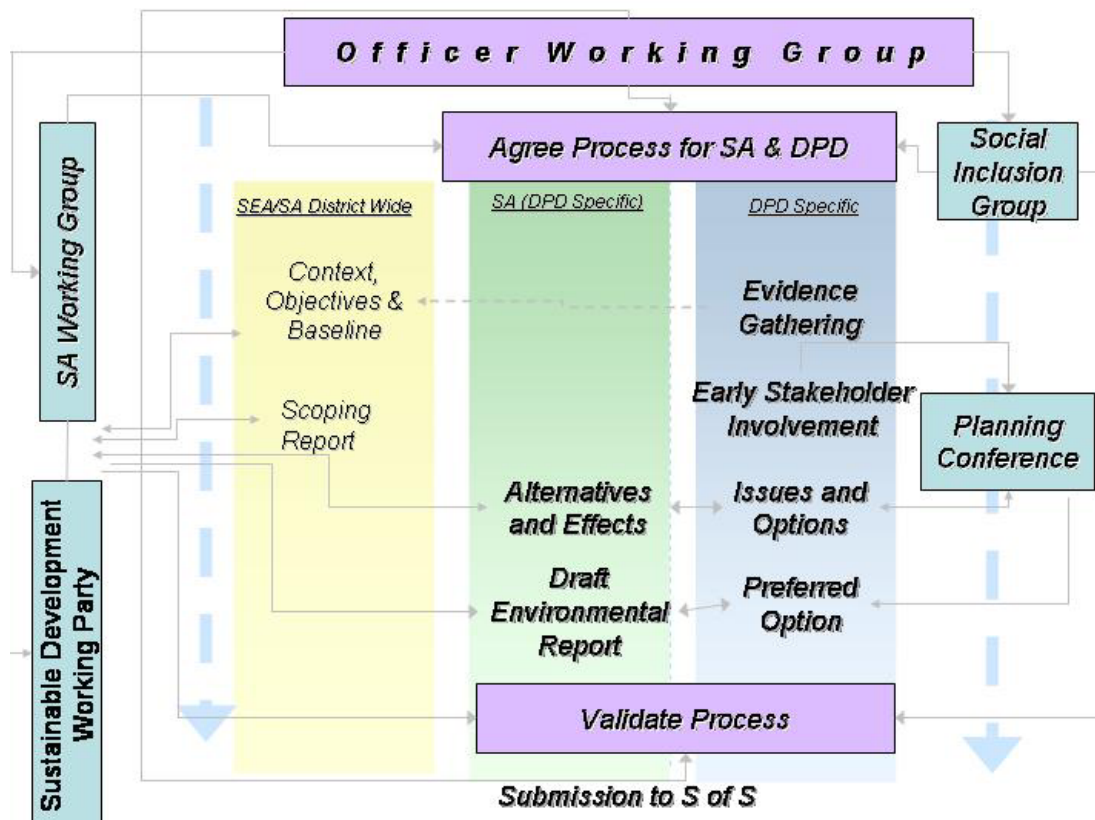 Officer Working Group
Agree Process for SA & DPD
Social
Inclusion
Group
SA Working Group
SEA/SA District Wide
SA (DPD Specific)
DPD Specific
Context,
Objectives &
Baseline
Evidence
Gathering
Scoping
Report
Early Stakeholder
Involvement
Planning
Conference
Alternatives
and Effects
Issues and
Options
Draft
Environmental
Report
Preferred
Option
Sustainable Development
Working Party
Validate Process
Submission to S of S